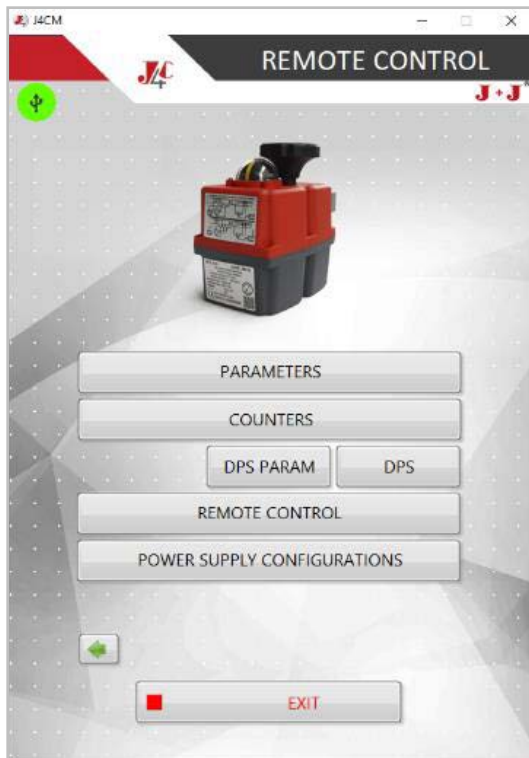 J4CM
REMOTE CONTROL
J4C
J+J
PARAMETERS
COUNTERS
DPS PARAM
DPS
REMOTE CONTROL
POWER SUPPLY CONFIGURATIONS
EXIT